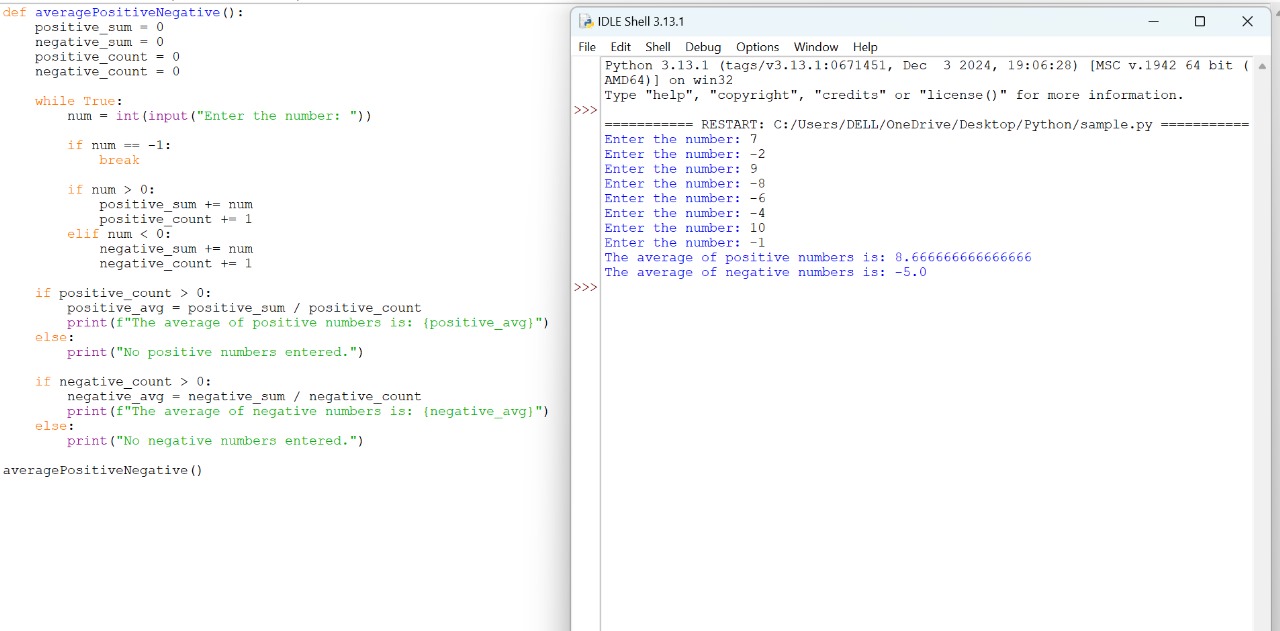 def averagePositiveNegative():
    positive_sum = 0
    negative_sum = 0
    positive_count = 0
    negative_count = 0
    while True:
        num = int(input("Enter the number: "))
        if num == -1:
            break
        if num > 0:
            positive_sum += num
            positive_count += 1
        elif num < 0:
            negative_sum += num
            negative_count += 1
    if positive_count > 0:
        positive_avg = positive_sum / positive_count
        print(f"The average of positive numbers is: {positive_avg}")
    else:
        print("No positive numbers entered.")
    if negative_count > 0:
        negative_avg = negative_sum / negative_count
        print(f"The average of negative numbers is: {negative_avg}")
    else:
        print("No negative numbers entered.")
averagePositiveNegative()
IDLE Shell 3.13.1
File Edit Shell Debug Options Window Help
Python 3.13.1 (tags/v3.13.1:0671451, Dec  3 2024, 19:06:28) [MSC v.1942 64 bit (
AMD64)] on win32
Type "help", "copyright", "credits" or "license()" for more information.
>>>
=========== RESTART: C:/Users/DELL/OneDrive/Desktop/Python/sample.py ===========
Enter the number: 7
Enter the number: -2
Enter the number: 9
Enter the number: -8
Enter the number: -6
Enter the number: -4
Enter the number: 10
Enter the number: -1
The average of positive numbers is: 8.666666666666666
The average of negative numbers is: -5.0
>>>